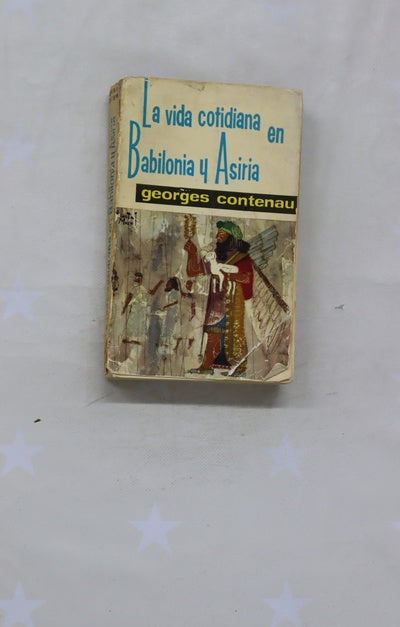 La vida cotidiana en
Babilonia y Asiria
georges contenau